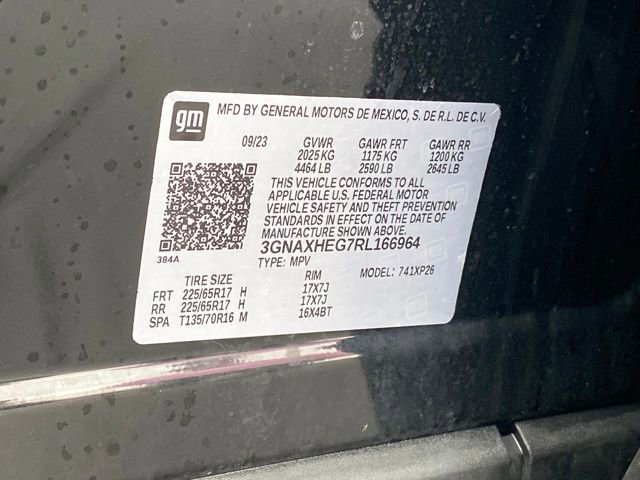 gm MFD BY GENERAL MOTORS DE MEXICO, S. DE R.L. DE C.V.
09/23 GVWR GAWR FRT GAWR RR
2025 KG 1175 KG 1200 KG
4464 LB 2590 LB 2645 LB
THIS VEHICLE CONFORMS TO ALL
APPLICABLE U.S. FEDERAL MOTOR
VEHICLE SAFETY AND THEFT PREVENTION
STANDARDS IN EFFECT ON THE DATE OF
MANUFACTURE SHOWN ABOVE.
3GNAXHEG7RL166964
384A TYPE: MPV MODEL: 741XP26
TIRE SIZE RIM
FRT 225/65R17 H 17X7J
RR 225/65R17 H 17X7J
SPA T135/70R16 M 16X4BT